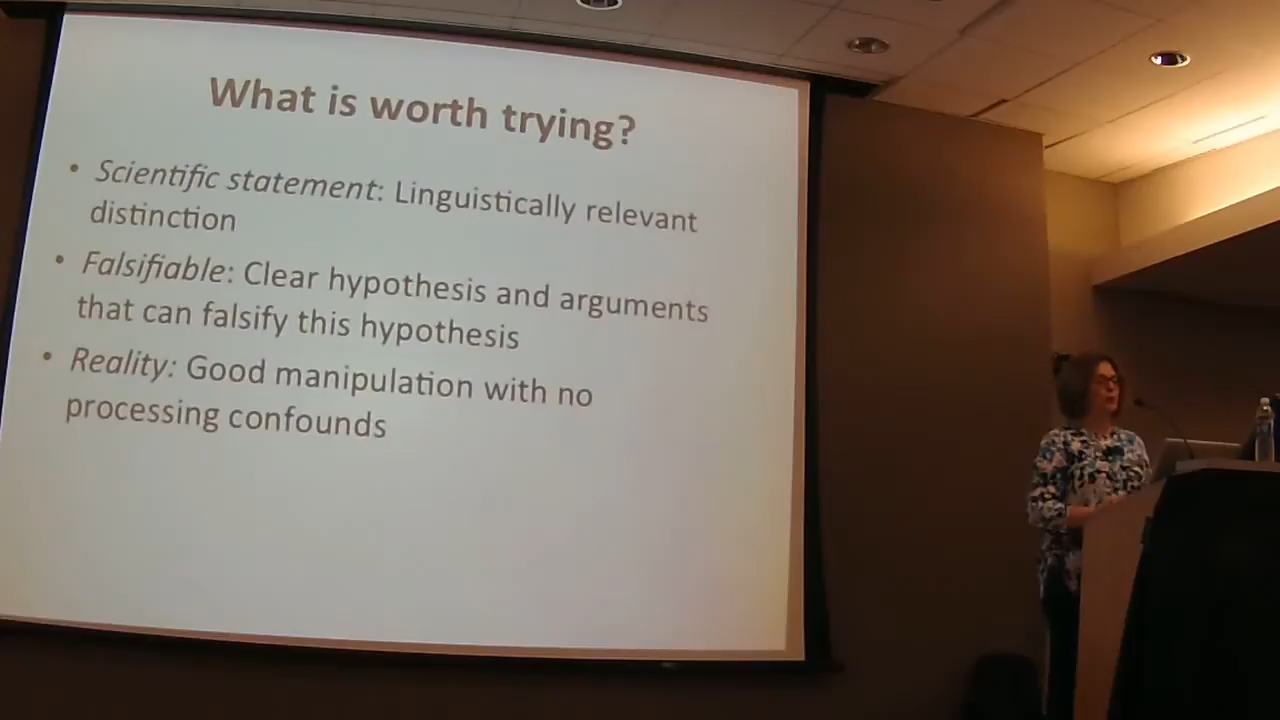 What is worth trying?
• Scientific statement: Linguistically relevant
distinction
• Falsifiable: Clear hypothesis and arguments
that can falsify this hypothesis
• Reality: Good manipulation with no
processing confounds